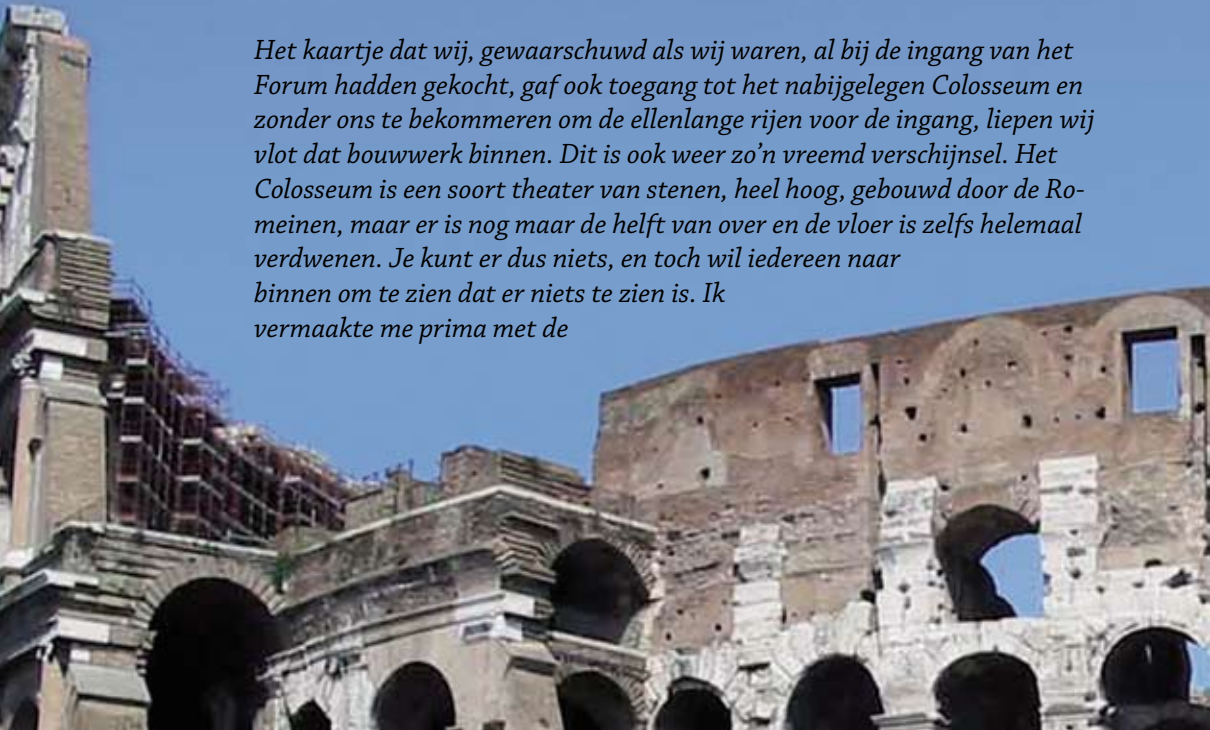 Het kaartje dat wij, gewaarschuwd als wij waren, al bij de ingang van het
Forum hadden gekocht, gaf ook toegang tot het nabijgelegen Colosseum en
zonder ons te bekommeren om de ellenlange rijen voor de ingang, liepen wij
vlot dat bouwwerk binnen. Dit is ook weer zo’n vreemd verschijnsel. Het
Colosseum is een soort theater van stenen, heel hoog, gebouwd door de Ro-
meinen, maar er is nog maar de helft van over en de vloer is zelfs helemaal
verdwenen. Je kunt er dus niets, en toch wil iedereen naar
binnen om te zien dat er niets te zien is. Ik
vermaakte me prima met de